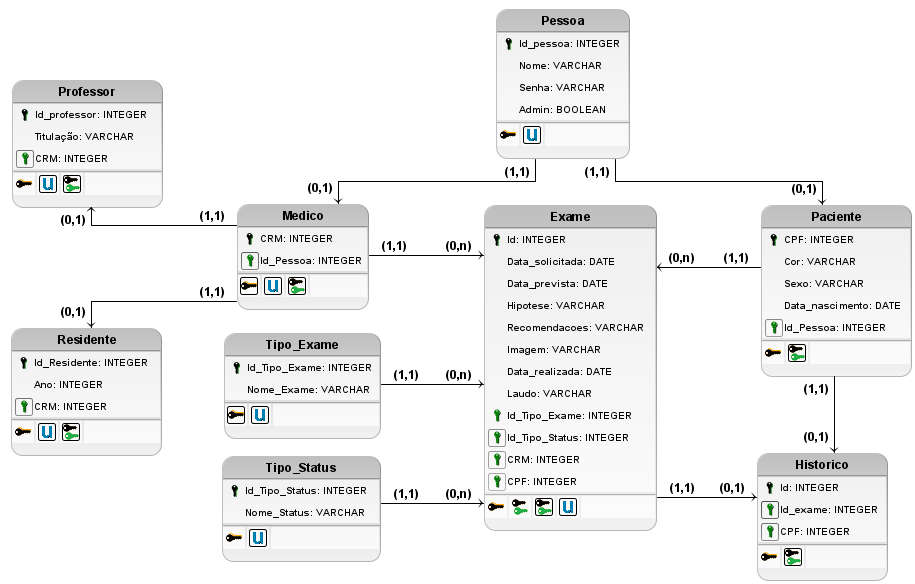 Pessoa
Id_pessoa: INTEGER
Nome: VARCHAR
Senha: VARCHAR
Admin: BOOLEAN
(1,1)
(1,1)
(0,1)
(0,1)
Professor
Id_professor: INTEGER
Titulação: VARCHAR
CRM: INTEGER
(0,1)
(1,1)
Medico
CRM: INTEGER
Id_Pessoa: INTEGER
(1,1)
(0,n)
(1,1)
(0,1)
Exame
Id: INTEGER
Data_solicitada: DATE
Data_prevista: DATE
Hipotese: VARCHAR
Recomendacoes: VARCHAR
Imagem: VARCHAR
Data_realizada: DATE
Laudo: VARCHAR
Id_Tipo_Exame: INTEGER
Id_Tipo_Status: INTEGER
CRM: INTEGER
CPF: INTEGER
(0,n)
(1,1)
Paciente
CPF: INTEGER
Cor: VARCHAR
Sexo: VARCHAR
Data_nascimento: DATE
Id_Pessoa: INTEGER
(1,1)
(0,1)
Residente
Id_Residente: INTEGER
Ano: INTEGER
CRM: INTEGER
Tipo_Exame
Id_Tipo_Exame: INTEGER
Nome_Exame: VARCHAR
(1,1)
(0,n)
Tipo_Status
Id_Tipo_Status: INTEGER
Nome_Status: VARCHAR
(1,1)
(0,n)
(1,1)
(0,1)
Historico
Id: INTEGER
Id_exame: INTEGER
CPF: INTEGER